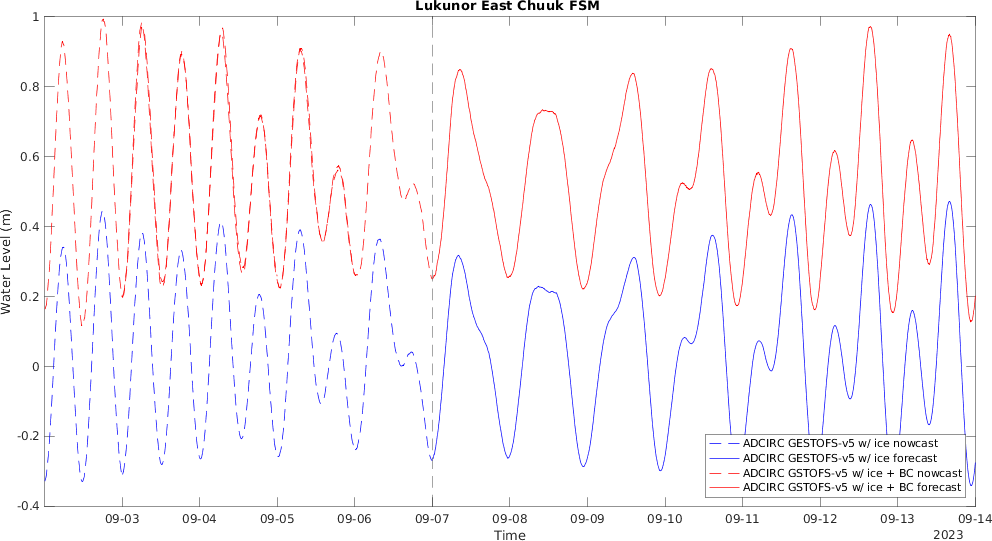 Lukunor East Chuuk FSM
1
0.8
0.6
0.4
0.2
0
-0.2
-0.4
Water Level (m)
ADCIRC GESTOFS-v5 w/ ice nowcast
ADCIRC GESTOFS-v5 w/ ice forecast
ADCIRC GSTOFS-v5 w/ ice + BC nowcast
ADCIRC GSTOFS-v5 w/ ice + BC forecast
09-03 09-04 09-05 09-06 09-07 09-08 09-09 09-10 09-11 09-12 09-13 09-14
Time
2023